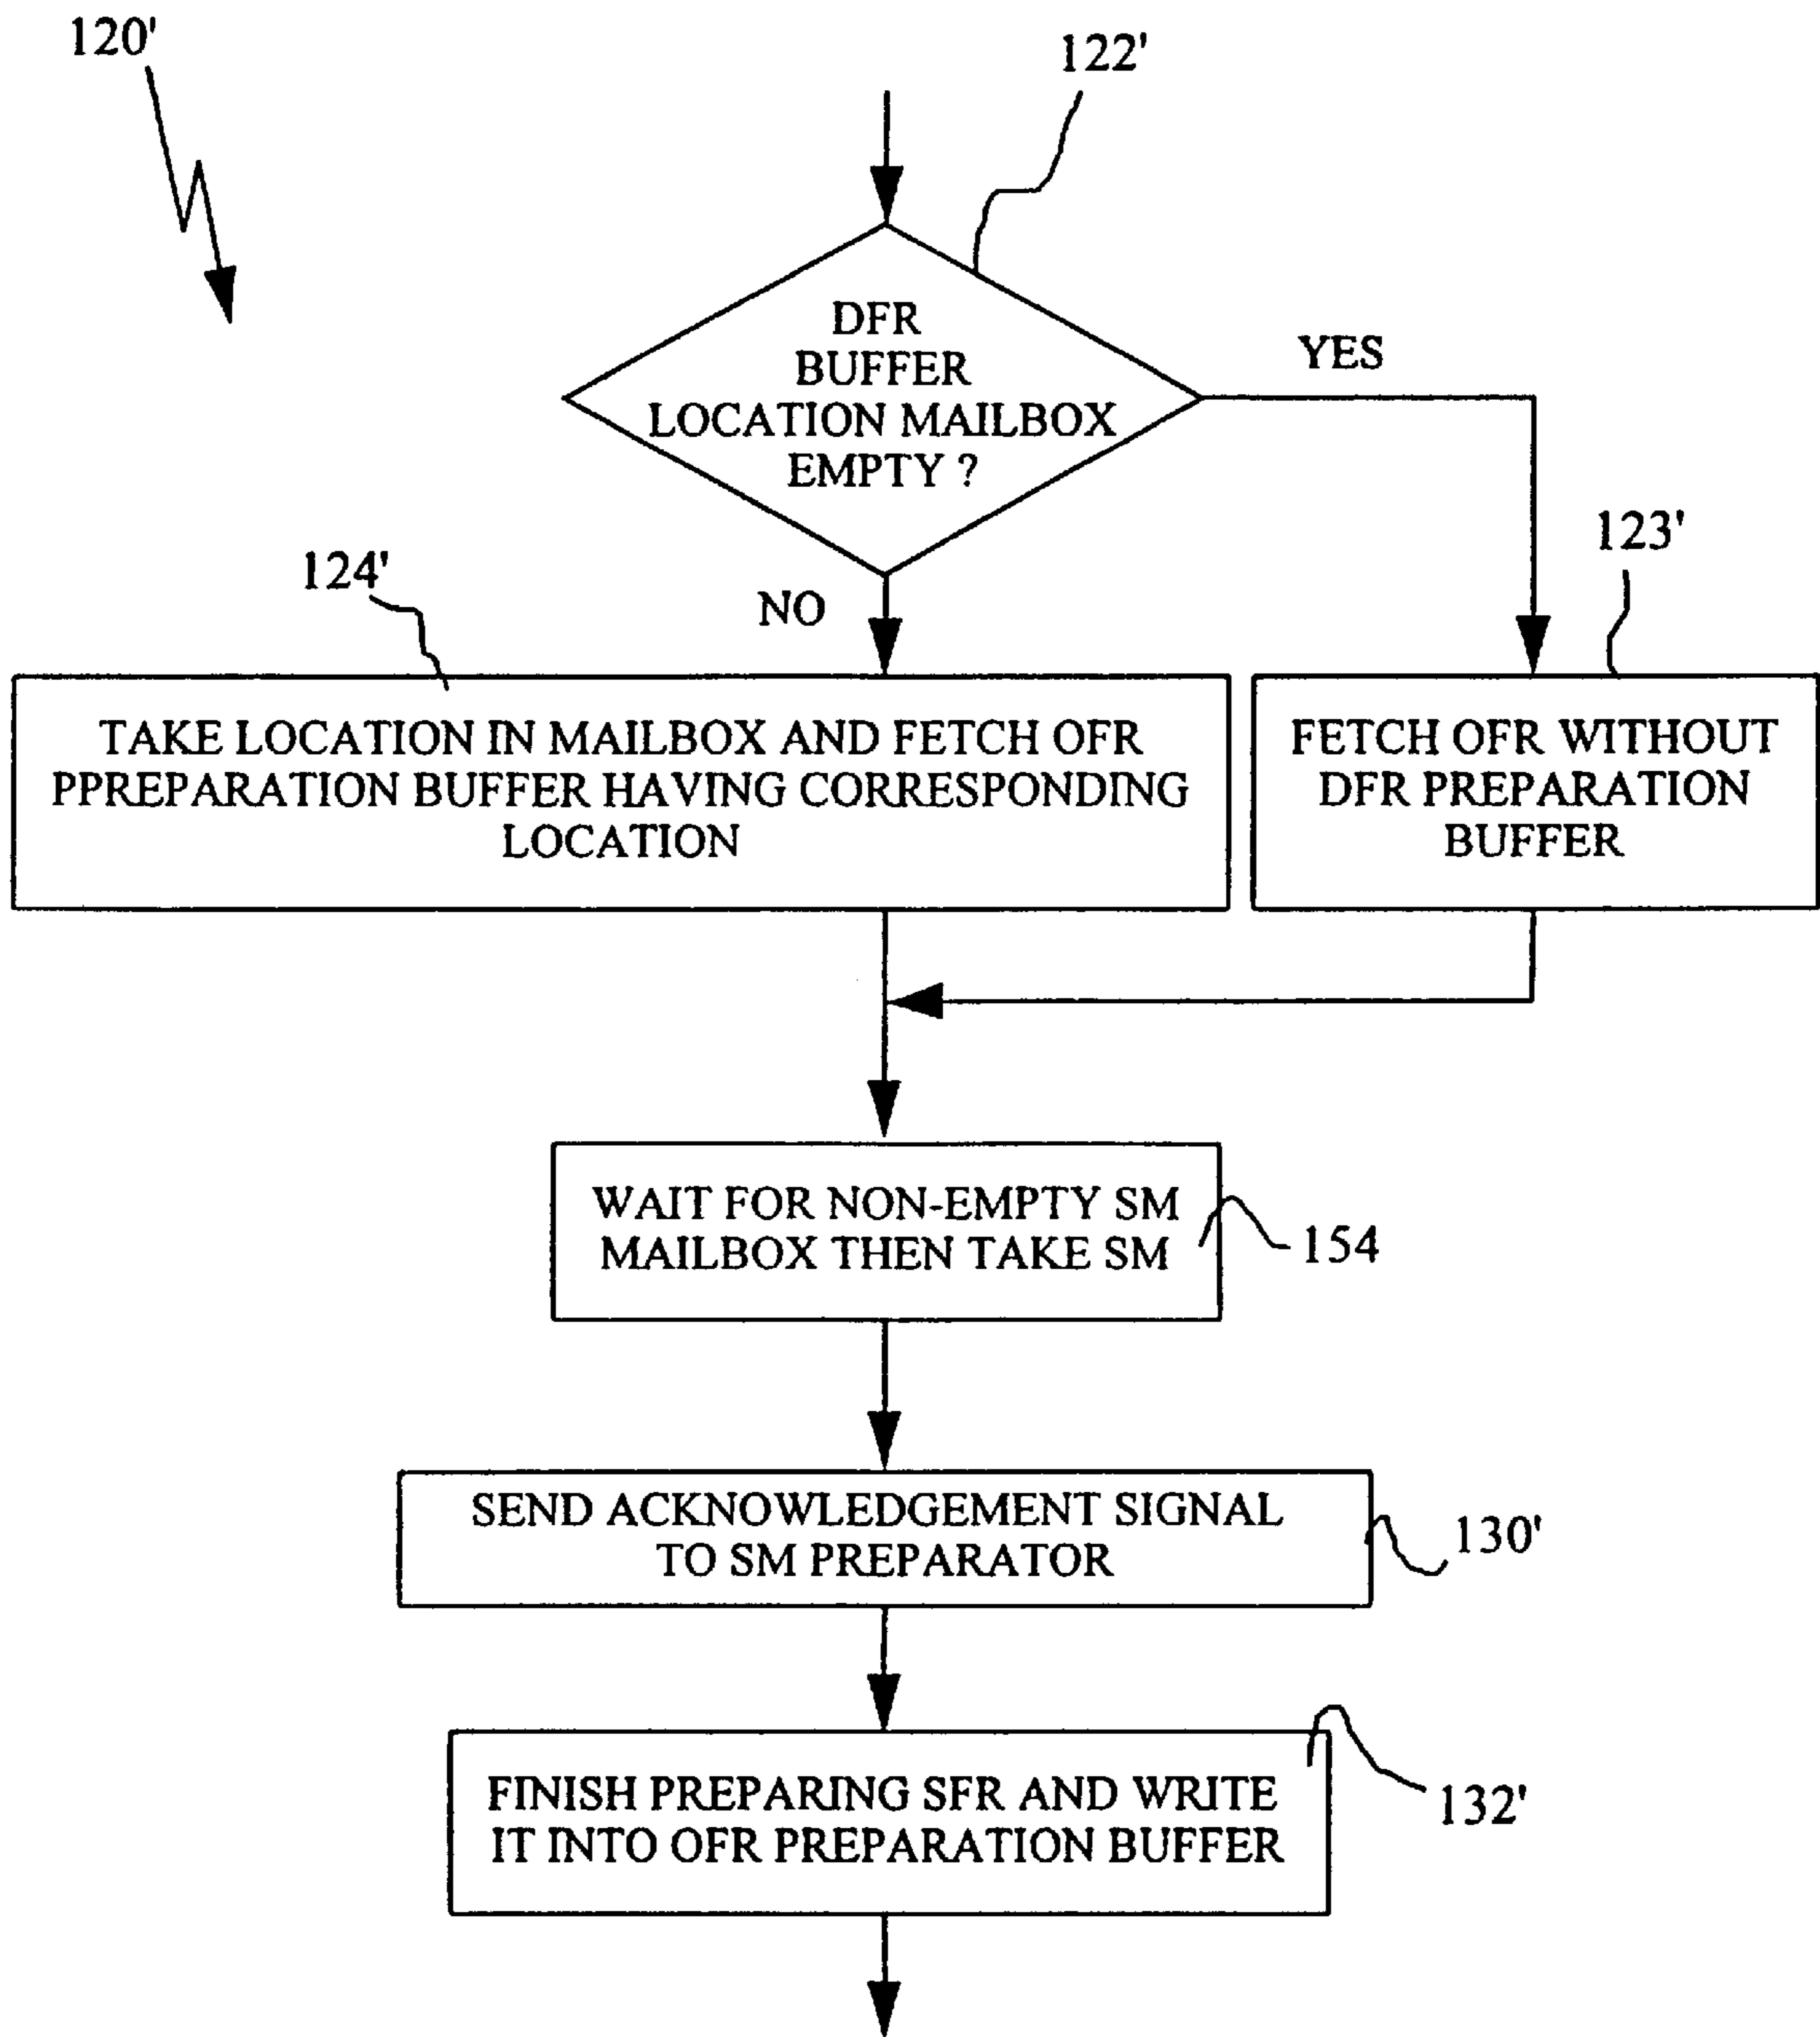 120'
122'
DFR
BUFFER
LOCATION MAILBOX
EMPTY ?
YES
NO
124'
123'
TAKE LOCATION IN MAILBOX AND FETCH OFR
PPREPARATION BUFFER HAVING CORRESPONDING
LOCATION
FETCH OFR WITHOUT
DFR PREPARATION
BUFFER
WAIT FOR NON-EMPTY SM
MAILBOX THEN TAKE SM
154
SEND ACKNOWLEDGEMENT SIGNAL
TO SM PREPARATOR
130'
FINISH PREPARING SFR AND WRITE
IT INTO OFR PREPARATION BUFFER
132'